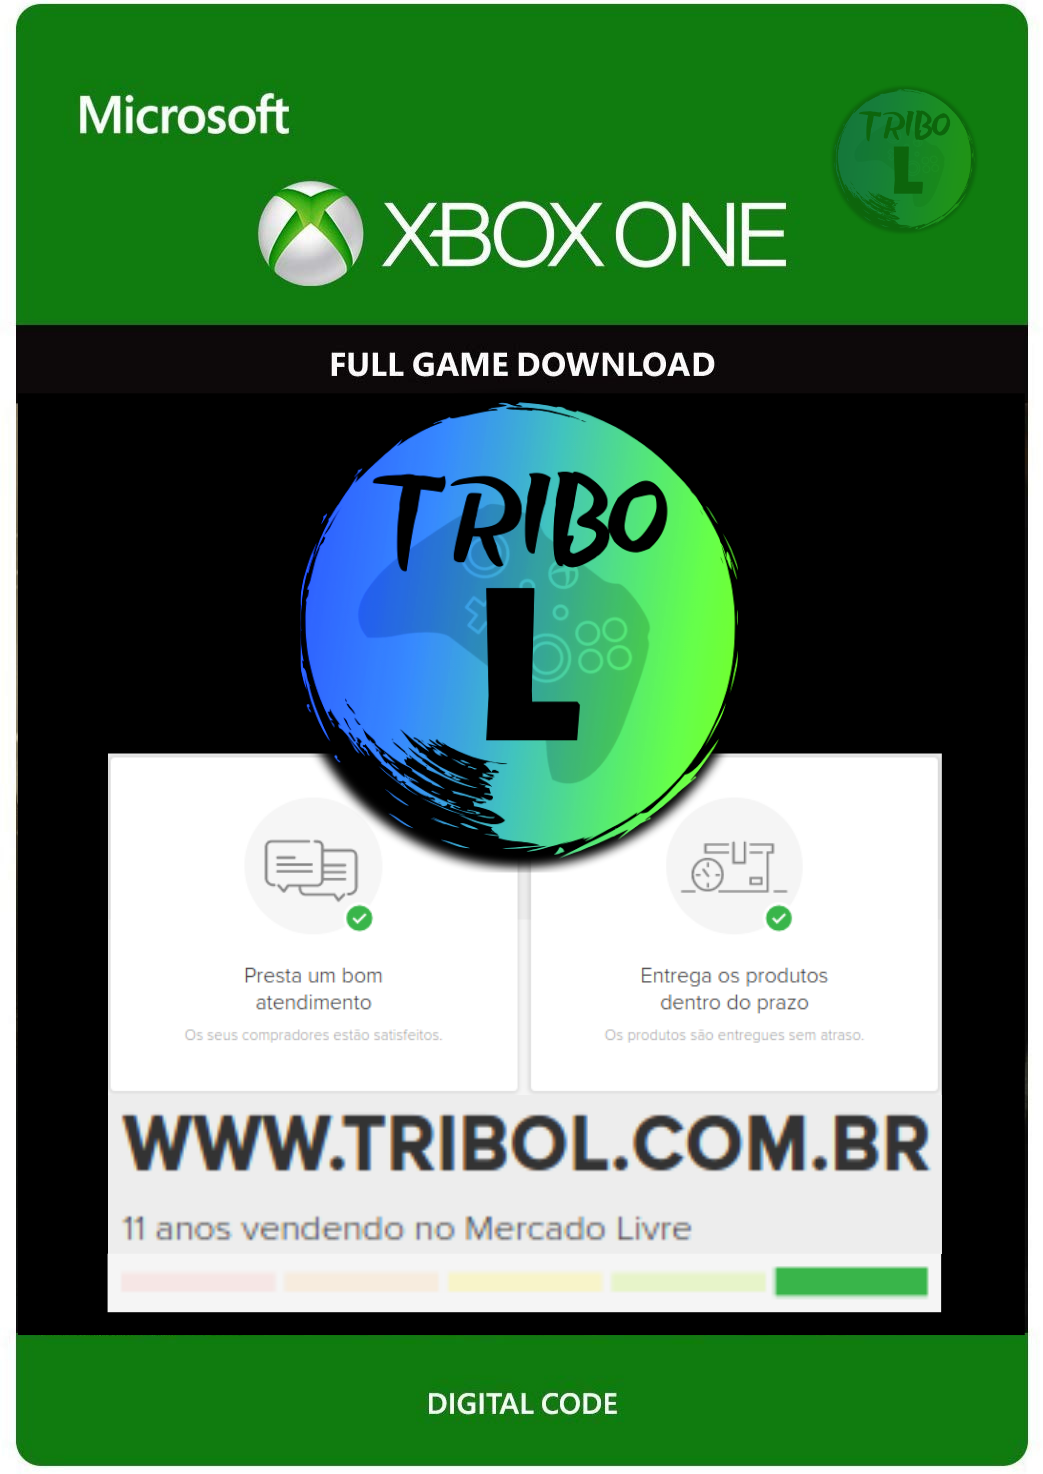 Microsoft
TRIBO
L
XBOX ONE
FULL GAME DOWNLOAD
TRIBO
L
Presta um bom
atendimento
Os seus compradores estão satisfeitos.
Entrega os produtos
dentro do prazo
Os produtos são entregues sem atraso.
WWW.TRIBOL.COM.BR
11 anos vendendo no Mercado Livre
DIGITAL CODE